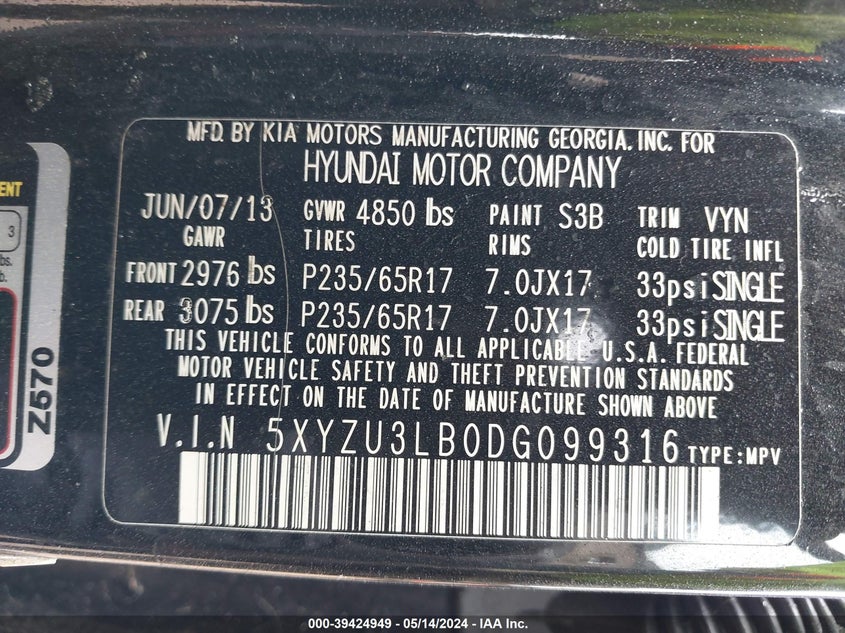 MFD. BY KIA MOTORS MANUFACTURING GEORGIA. INC. FOR
HYUNDAI MOTOR COMPANY
JUN/07/13 GVWR 4850 lbs PAINT S3B TRIM VYN
GAWR TIRES RIMS COLD TIRE INFL
FRONT 2976 lbs P235/65R17 7.0JX17 33psi SINGLE
REAR 3075 lbs P235/65R17 7.0JX17 33psi SINGLE
THIS VEHICLE CONFORMS TO ALL APPLICABLE U.S.A. FEDERAL
MOTOR VEHICLE SAFETY AND THEFT PREVENTION STANDARDS
IN EFFECT ON THE DATE OF MANUFACTURE SHOWN ABOVE
V.I.N 5XYZU3LB0DG099316 TYPE:MPV
3
Z570
000-39424949 - 05/14/2024 - IAA Inc.